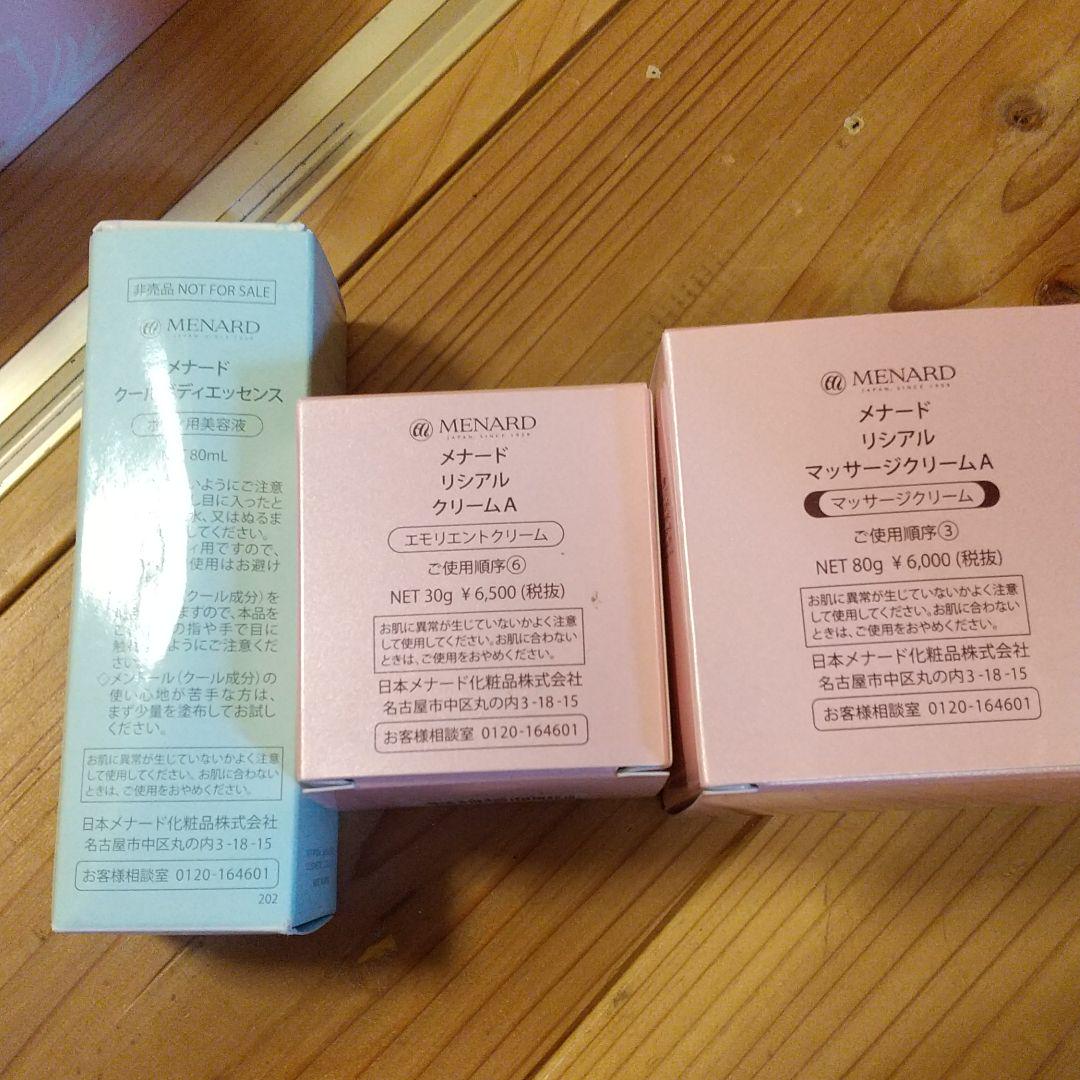 非売品 NOT FOR SALE
MENARD
JAPAN, SINCE 1959
メナード
クールボディエッセンス
ボディ用美容液
NET 80mL
いようにご注意
し目に入ったと
水、又はぬるま
してください。
ィ用ですので、
使用はお避け
クール成分)を
ますので、本品を
の指や手で目に
触れ ようにご注意くだ
さ
◇メントール(クール成分)の
使い心地が苦手な方は、
まず少量を塗布してお試し
ください。
お肌に異常が生じていないかよく注意
して使用してください。お肌に合わない
ときは、ご使用をおやめください。
日本メナード化粧品株式会社
名古屋市中区丸の内3-18-15
お客様相談室 0120-164601
202
MENARD
JAPAN, SINCE 1959
メナード
リシアル
クリームA
エモリエントクリーム
ご使用順序⑥
NET 30g ¥6,500 (税抜)
お肌に異常が生じていないかよく注意
して使用してください。お肌に合わない
ときは、ご使用をおやめください。
日本メナード化粧品株式会社
名古屋市中区丸の内3-18-15
お客様相談室 0120-164601
MENARD
JAPAN, SINCE 1959
メナード
リシアル
マッサージクリームA
マッサージクリーム
ご使用順序③
NET 80g ¥6,000 (税抜)
お肌に異常が生じていないかよく注意
して使用してください。お肌に合わない
ときは、ご使用をおやめください。
日本メナード化粧品株式会社
名古屋市中区丸の内3-18-15
お客様相談室 0120-164601